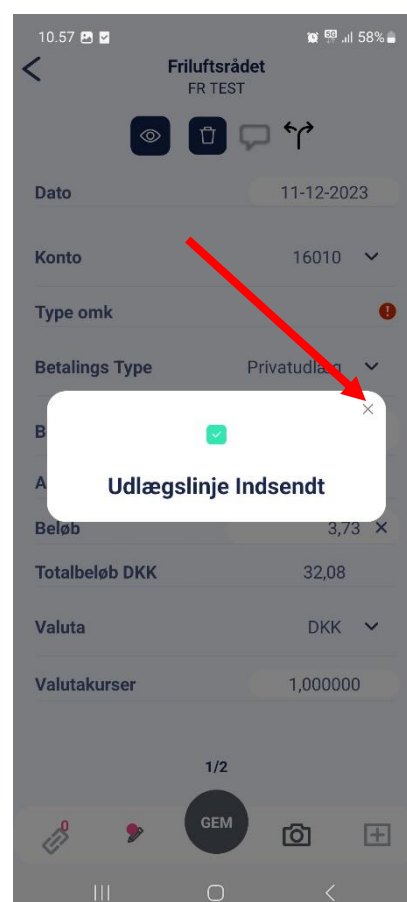 10.57 5G 58%
Friluftsrådet
FR TEST
Dato 11-12-2023
Konto 16010
Type omk
Betalings Type Privatudlæg
B
Udlægslinje Indsendt
A
Beløb 3,73
Totalbeløb DKK 32,08
Valuta DKK
Valutakurser 1,000000
1/2
0
GEM